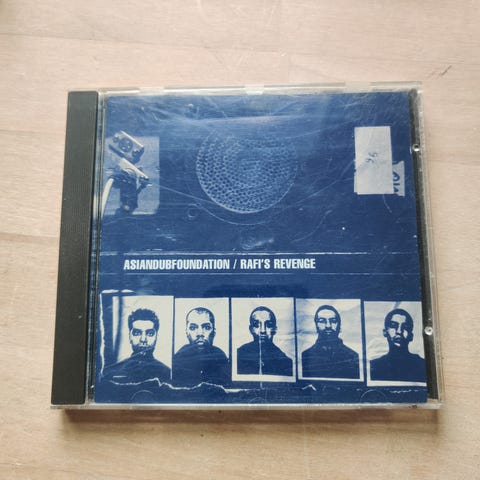 ASIANDUBFOUNDATION / RAFI'S REVENGE